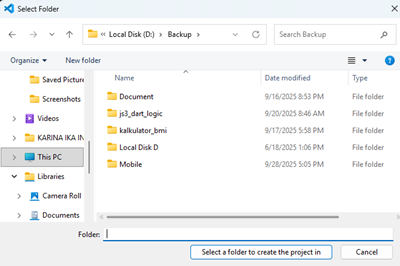 Select Folder
« Local Disk (D:) › Backup ›
Search Backup
Organize
New folder
Saved Picture
Screenshots
Videos
KARINA IKA IN
This PC
Libraries
Camera Roll
Documents
Name Date modified Type
Document 9/16/2025 8:53 PM File folder
js3_dart_logic 9/20/2025 8:46 AM File folder
kalkulator_bmi 9/17/2025 5:58 PM File folder
Local Disk D 6/18/2025 1:06 PM File folder
Mobile 9/28/2025 5:05 PM File folder
Folder:
Select a folder to create the project in
Cancel